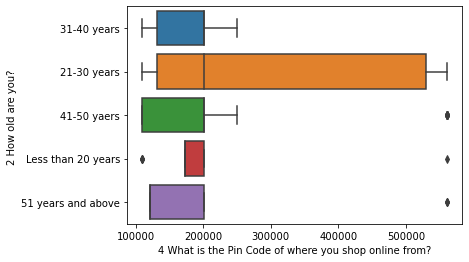 31-40 years
21-30 years
41-50 yaers
Less than 20 years
51 years and above
2 How old are you?
100000 200000 300000 400000 500000
4 What is the Pin Code of where you shop online from?